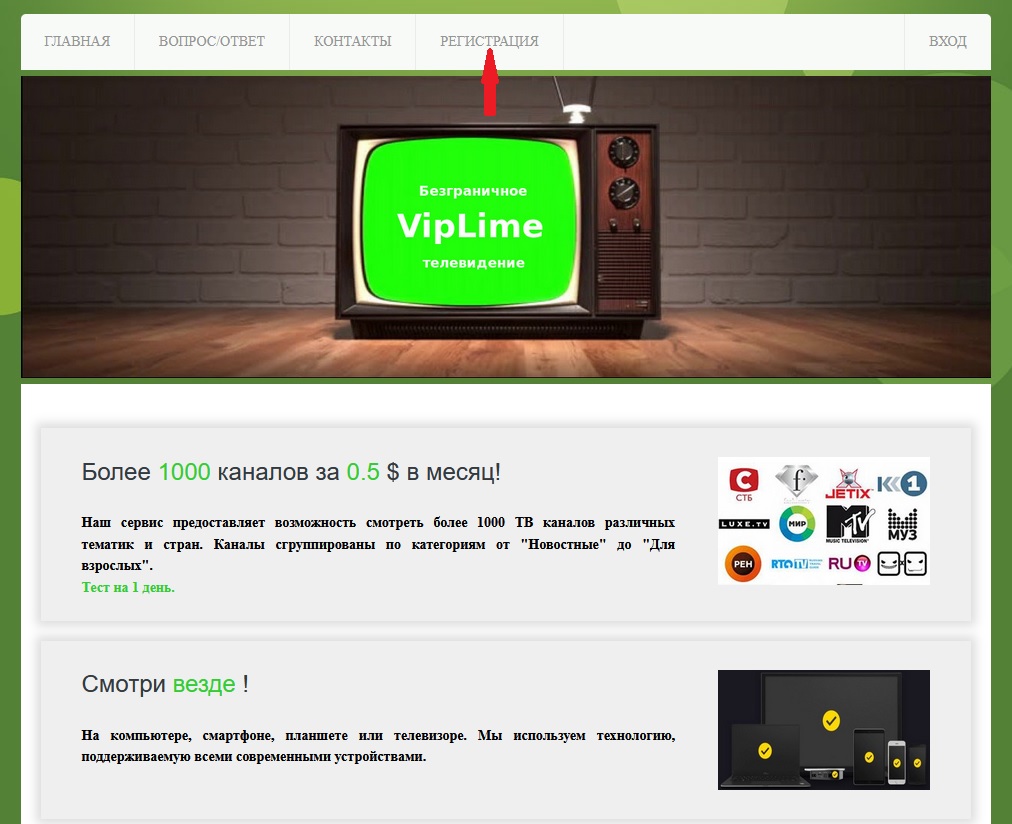 ГЛАВНАЯ
ВОПРОС/ОТВЕТ
КОНТАКТЫ
РЕГИСТРАЦИЯ
ВХОД
Безграничное
VipLime
телевидение
Более 1000 каналов за 0.5 $ в месяц!
Наш сервис предоставляет возможность смотреть более 1000 ТВ каналов различных
тематик и стран. Каналы сгруппированы по категориям от "Новостные" до "Для
взрослых".
Тест на 1 день.
С
СТБ
f
JETIX
K
1
LUXE.TV
МИР
MTV
MUSIC TELEVISION
МУЗ
РЕН
RTG TV
RU TV
Смотри везде !
На компьютере, смартфоне, планшете или телевизоре. Мы используем технологию,
поддерживаемую всеми современными устройствами.